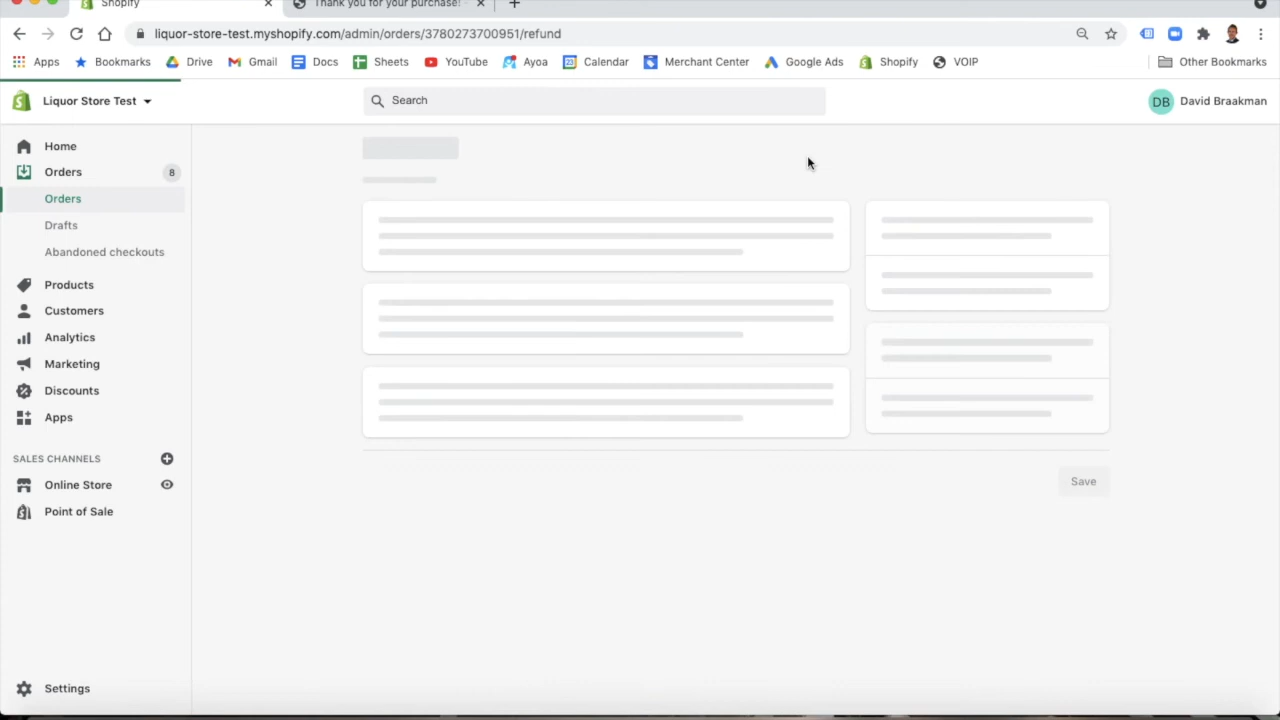 Shopify
Thank you for your purchase! -
liquor-store-test.myshopify.com/admin/orders/3780273700951/refund
Apps Bookmarks Drive Gmail Docs Sheets YouTube Ayoa Calendar Merchant Center Google Ads Shopify VOIP Other Bookmarks
Liquor Store Test
Search
DB David Braakman
Home
Orders 8
Orders
Drafts
Abandoned checkouts
Products
Customers
Analytics
Marketing
Discounts
Apps
SALES CHANNELS
Online Store
Point of Sale
Save
Settings